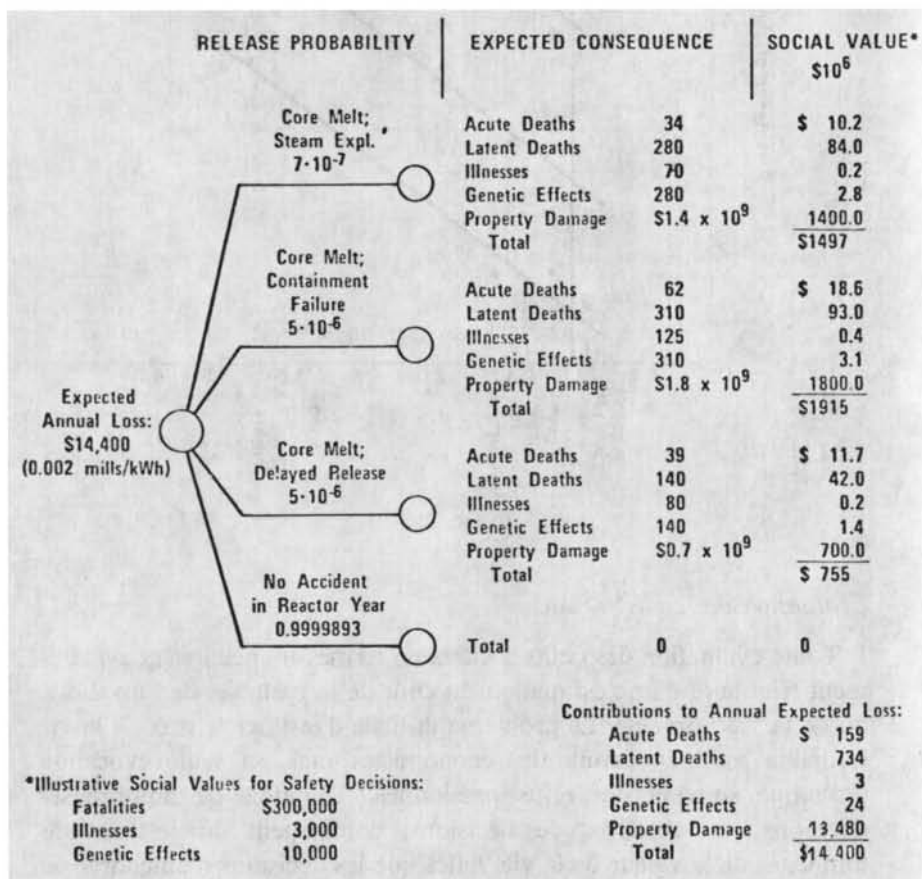 RELEASE PROBABILITY EXPECTED CONSEQUENCE SOCIAL VALUE*
$10⁶
Core Melt;
Steam Expl.
7·10⁻⁷
Acute Deaths 34 $ 10.2
Latent Deaths 280 84.0
Illnesses 70 0.2
Genetic Effects 280 2.8
Property Damage $1.4 x 10⁹ 1400.0
Total $1497
Core Melt;
Containment
Failure
5·10⁻⁶
Acute Deaths 62 $ 18.6
Latent Deaths 310 93.0
Illnesses 125 0.4
Genetic Effects 310 3.1
Property Damage $1.8 x 10⁹ 1800.0
Total $1915
Expected
Annual Loss:
$14,400
(0.002 mills/kWh)
Core Melt;
Delayed Release
5·10⁻⁶
Acute Deaths 39 $ 11.7
Latent Deaths 140 42.0
Illnesses 80 0.2
Genetic Effects 140 1.4
Property Damage $0.7 x 10⁹ 700.0
Total $ 755
No Accident
in Reactor Year
0.9999893
Total 0 0
Contributions to Annual Expected Loss:
Acute Deaths $ 159
Latent Deaths 734
Illnesses 3
Genetic Effects 24
Property Damage 13,480
Total $14,400
*Illustrative Social Values for Safety Decisions:
Fatalities $300,000
Illnesses 3,000
Genetic Effects 10,000